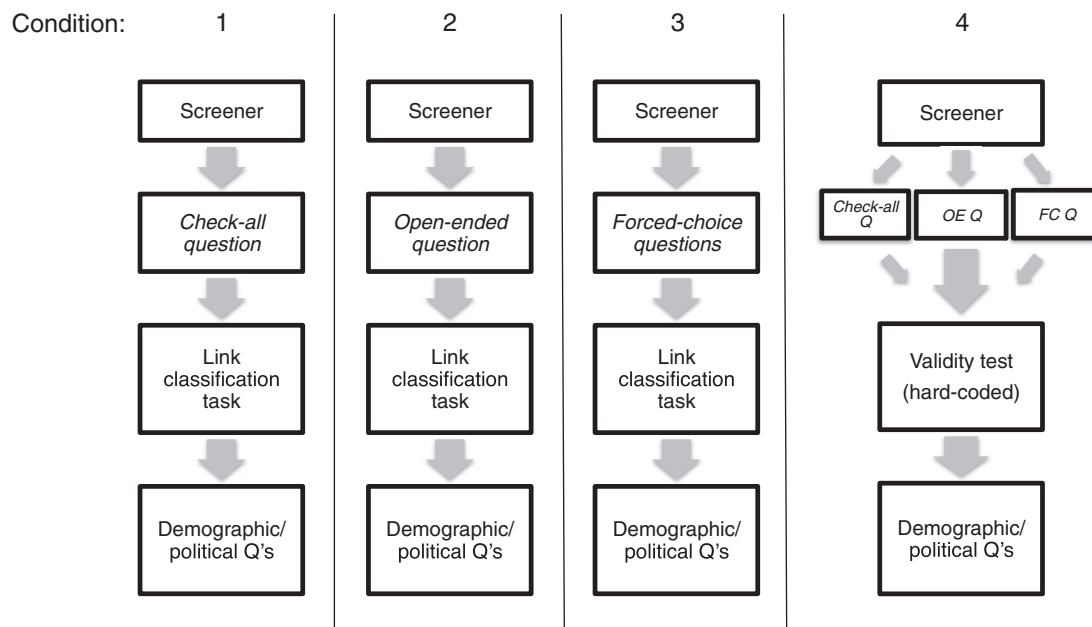 Condition: 1 2 3 4
Screener Screener Screener Screener
Check-all
question
Open-ended
question
Forced-choice
questions
Check-all
Q
OE Q
FC Q
Link
classification
task
Link
classification
task
Link
classification
task
Validity test
(hard-coded)
Demographic/
political Q's
Demographic/
political Q's
Demographic/
political Q's
Demographic/
political Q's